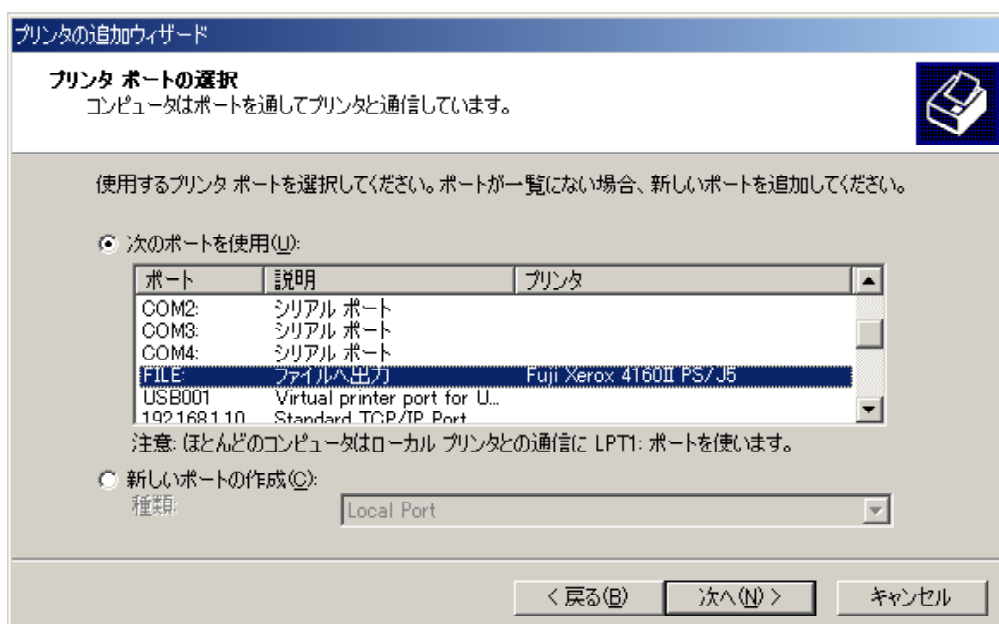 プリンタの追加ウィザード
プリンタ ポートの選択
コンピュータはポートを通してプリンタと通信しています。
使用するプリンタ ポートを選択してください。ポートが一覧にない場合、新しいポートを追加してください。
次のポートを使用(U):
ポート 説明 プリンタ
COM2: シリアル ポート
COM3: シリアル ポート
COM4: シリアル ポート
FILE: ファイルへ出力 Fuji Xerox 4160II PS/J5
USB001 Virtual printer port for U...
192.168.1.10 Standard TCP/IP Port
注意: ほとんどのコンピュータはローカル プリンタとの通信に LPT1: ポートを使います。
新しいポートの作成(C):
種類: Local Port
< 戻る(B) 次へ(N) > キャンセル